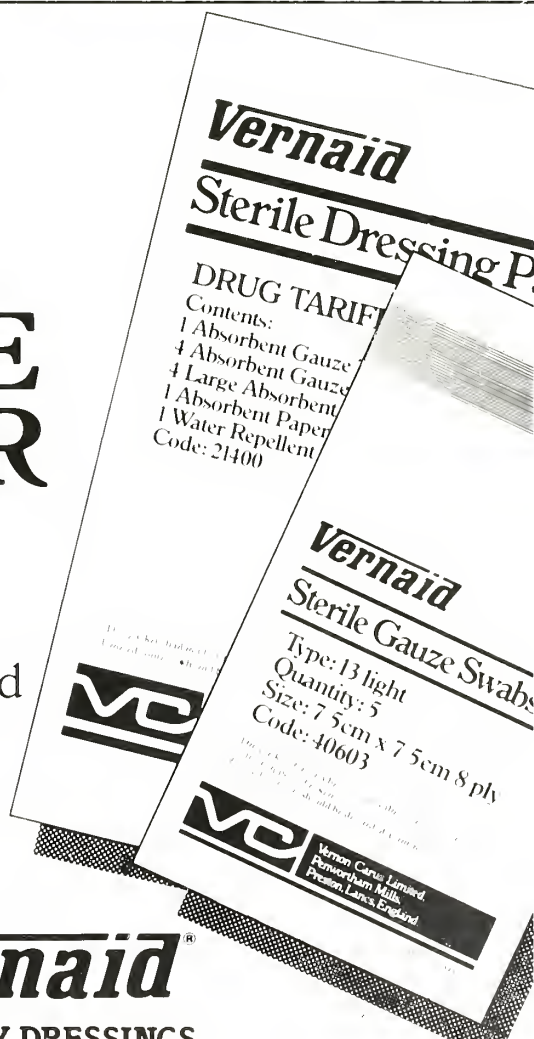 E
R
d
Vernaid
Sterile Dressing P
DRUG TARIF
Contents:
1 Absorbent Gauze
4 Absorbent Gauze
4 Large Absorbent
1 Absorbent Paper
1 Water Repellent
Code: 21400
VC
Vernaid
Sterile Gauze Swabs
Type: 13 light
Quantity: 5
Size: 7 5cm x 7 5cm 8 ply
Code: 40603
VC
Vernon Carus Limited,
Penwortham Mills,
Preston, Lancs, England
naid®
Y DRESSINGS